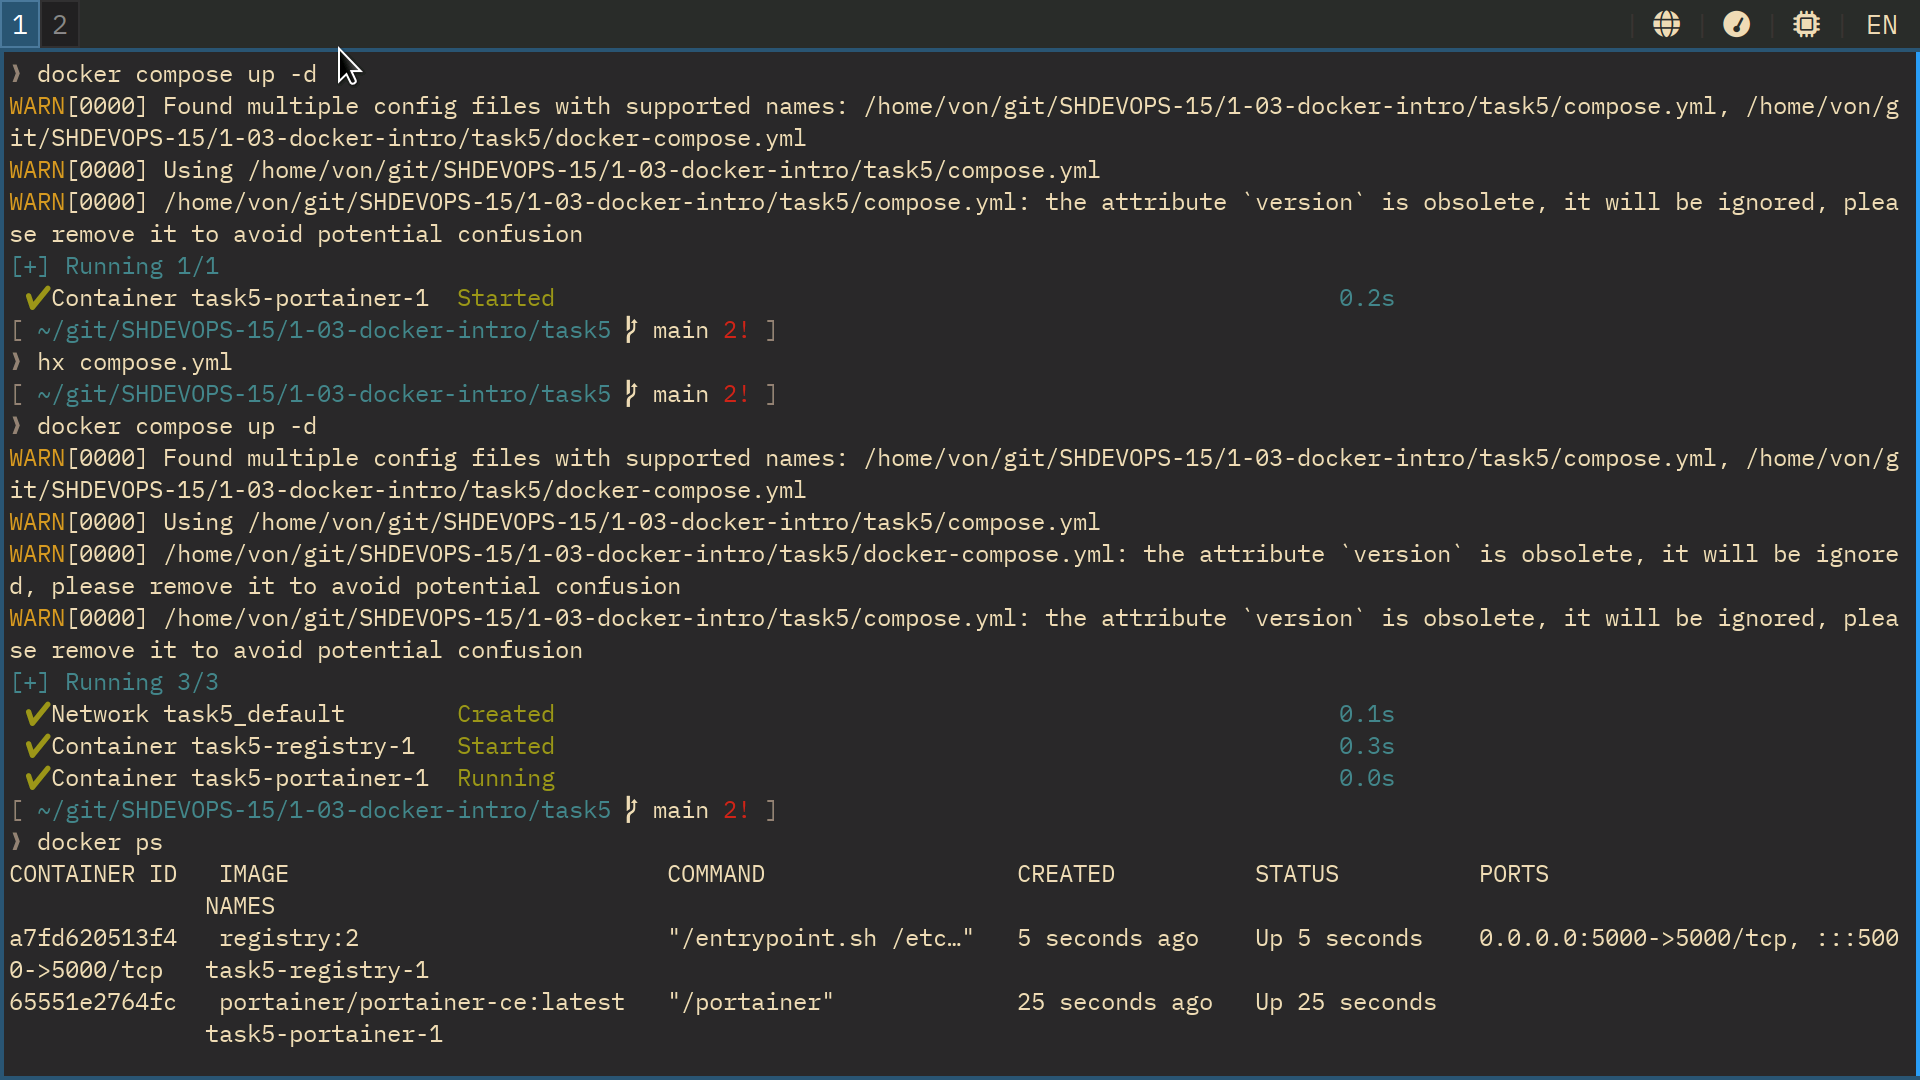 1 2 EN
❯ docker compose up -d
WARN[0000] Found multiple config files with supported names: /home/von/git/SHDEVOPS-15/1-03-docker-intro/task5/compose.yml, /home/von/g
it/SHDEVOPS-15/1-03-docker-intro/task5/docker-compose.yml
WARN[0000] Using /home/von/git/SHDEVOPS-15/1-03-docker-intro/task5/compose.yml
WARN[0000] /home/von/git/SHDEVOPS-15/1-03-docker-intro/task5/compose.yml: the attribute `version` is obsolete, it will be ignored, plea
se remove it to avoid potential confusion
[+] Running 1/1
✔Container task5-portainer-1 Started 0.2s
[ ~/git/SHDEVOPS-15/1-03-docker-intro/task5 main 2! ]
❯ hx compose.yml
[ ~/git/SHDEVOPS-15/1-03-docker-intro/task5 main 2! ]
❯ docker compose up -d
WARN[0000] Found multiple config files with supported names: /home/von/git/SHDEVOPS-15/1-03-docker-intro/task5/compose.yml, /home/von/g
it/SHDEVOPS-15/1-03-docker-intro/task5/docker-compose.yml
WARN[0000] Using /home/von/git/SHDEVOPS-15/1-03-docker-intro/task5/compose.yml
WARN[0000] /home/von/git/SHDEVOPS-15/1-03-docker-intro/task5/docker-compose.yml: the attribute `version` is obsolete, it will be ignore
d, please remove it to avoid potential confusion
WARN[0000] /home/von/git/SHDEVOPS-15/1-03-docker-intro/task5/compose.yml: the attribute `version` is obsolete, it will be ignored, plea
se remove it to avoid potential confusion
[+] Running 3/3
✔Network task5_default Created 0.1s
✔Container task5-registry-1 Started 0.3s
✔Container task5-portainer-1 Running 0.0s
[ ~/git/SHDEVOPS-15/1-03-docker-intro/task5 main 2! ]
❯ docker ps
CONTAINER ID IMAGE COMMAND CREATED STATUS PORTS
NAMES
a7fd620513f4 registry:2 "/entrypoint.sh /etc…" 5 seconds ago Up 5 seconds 0.0.0.0:5000->5000/tcp, :::500
0->5000/tcp task5-registry-1
65551e2764fc portainer/portainer-ce:latest "/portainer" 25 seconds ago Up 25 seconds
task5-portainer-1